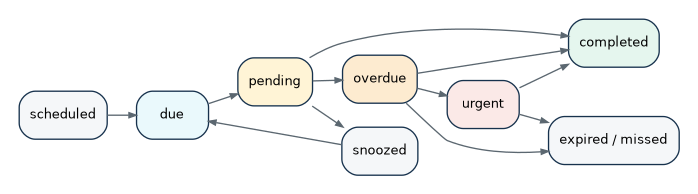 scheduled
due
pending
overdue
snoozed
urgent
completed
expired / missed